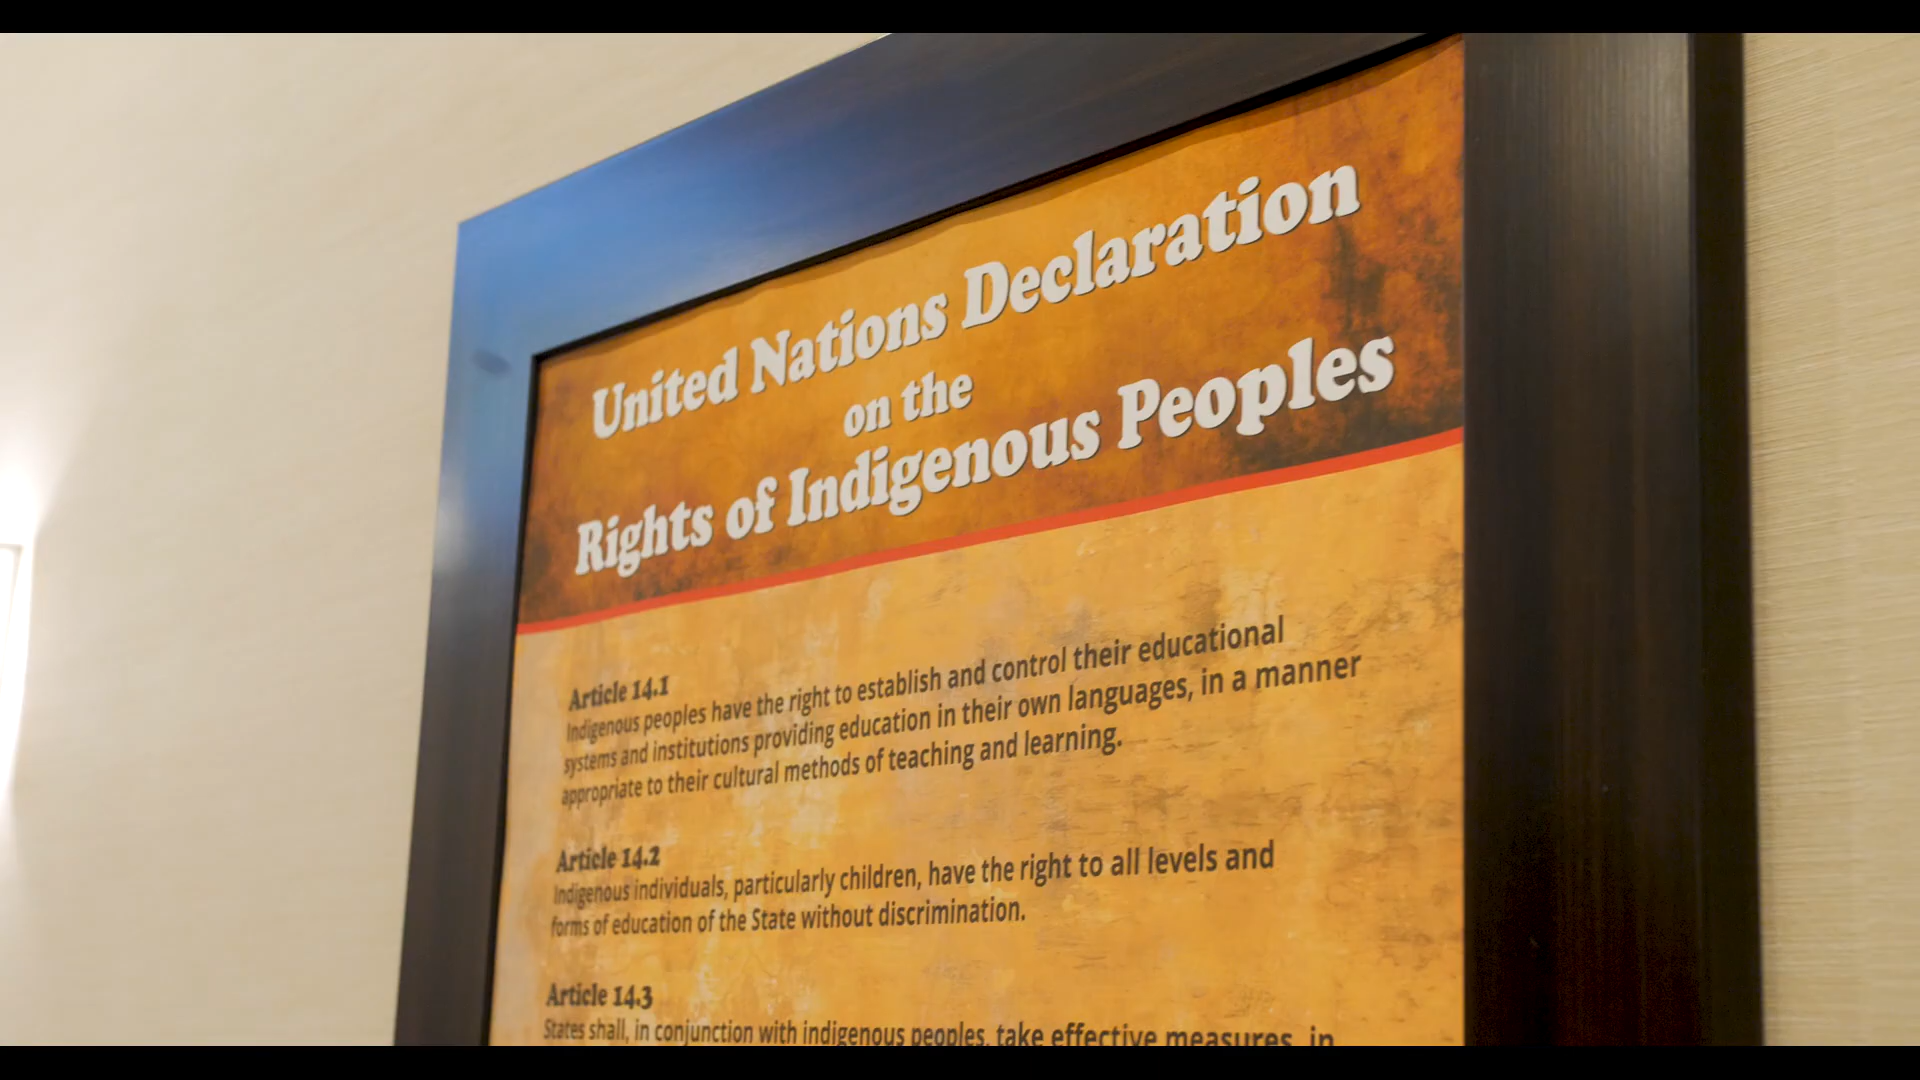 United Nations Declaration
on the
Rights of Indigenous Peoples
Article 14.1
Indigenous peoples have the right to establish and control their educational
systems and institutions providing education in their own languages, in a manner
appropriate to their cultural methods of teaching and learning.
Article 14.2
Indigenous individuals, particularly children, have the right to all levels and
forms of education of the State without discrimination.
Article 14.3
States shall, in conjunction with indigenous peoples, take effective measures, in